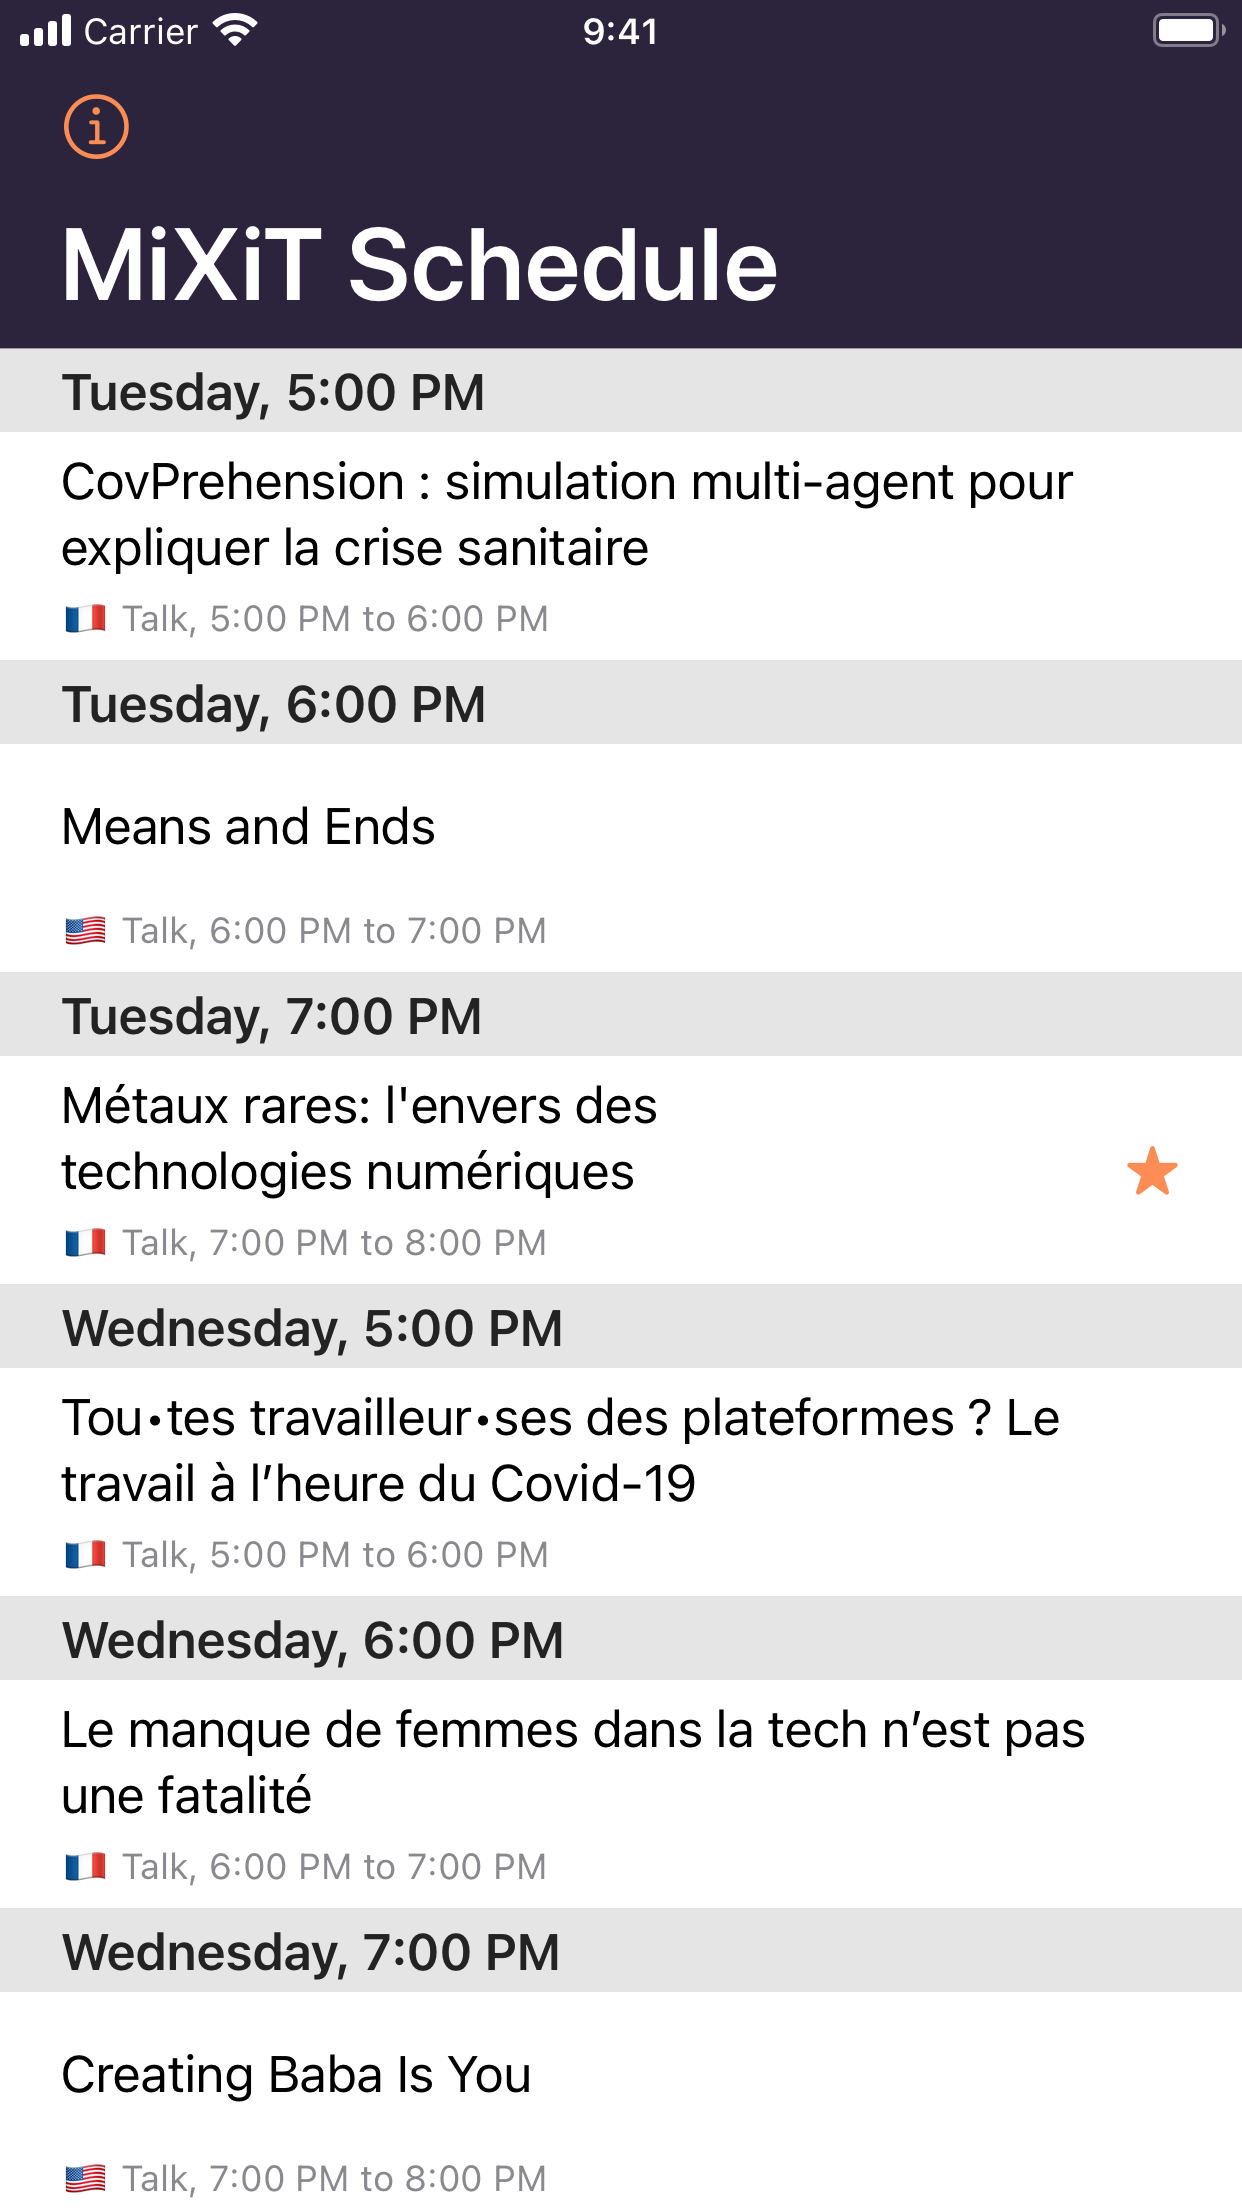 Carrier 9:41
MiXiT Schedule
Tuesday, 5:00 PM
CovPrehension : simulation multi-agent pour
expliquer la crise sanitaire
Talk, 5:00 PM to 6:00 PM
Tuesday, 6:00 PM
Means and Ends
Talk, 6:00 PM to 7:00 PM
Tuesday, 7:00 PM
Métaux rares: l'envers des
technologies numériques
Talk, 7:00 PM to 8:00 PM
Wednesday, 5:00 PM
Tou•tes travailleur•ses des plateformes ? Le
travail à l’heure du Covid-19
Talk, 5:00 PM to 6:00 PM
Wednesday, 6:00 PM
Le manque de femmes dans la tech n’est pas
une fatalité
Talk, 6:00 PM to 7:00 PM
Wednesday, 7:00 PM
Creating Baba Is You
Talk, 7:00 PM to 8:00 PM